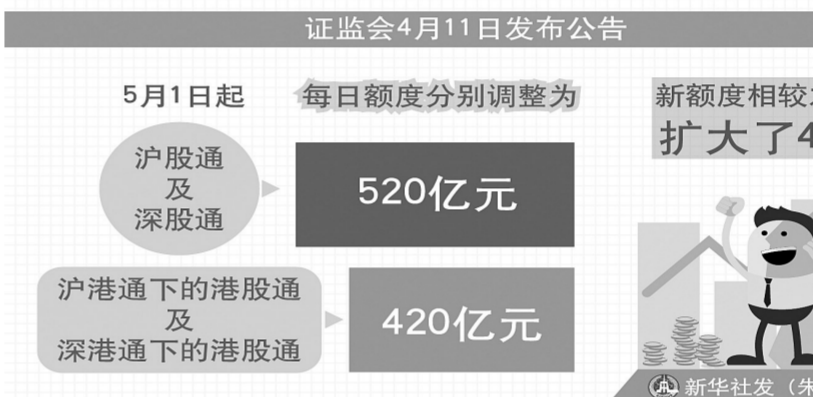 证监会4月11日发布公告
5月1日起
每日额度分别调整为
沪股通
及
深股通
520亿元
沪港通下的港股通
及
深港通下的港股通
420亿元
新额度相较
扩大了4
新华社发（朱